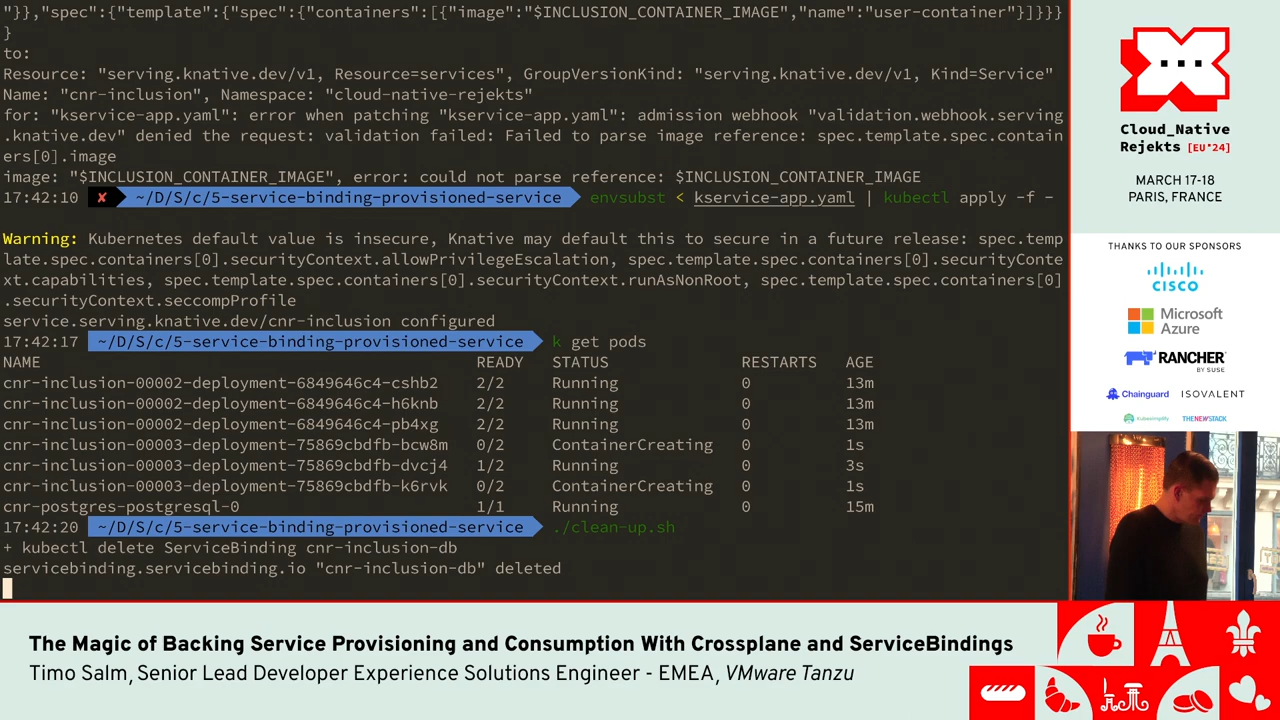 "}},"spec":{"template":{"spec":{"containers":[{"image":"$INCLUSION_CONTAINER_IMAGE","name":"user-container"}]}}}
}
to:
Resource: "serving.knative.dev/v1, Resource=services", GroupVersionKind: "serving.knative.dev/v1, Kind=Service"
Name: "cnr-inclusion", Namespace: "cloud-native-rejekts"
for: "kservice-app.yaml": error when patching "kservice-app.yaml": admission webhook "validation.webhook.serving
.knative.dev" denied the request: validation failed: Failed to parse image reference: spec.template.spec.contain
ers[0].image
image: "$INCLUSION_CONTAINER_IMAGE", error: could not parse reference: $INCLUSION_CONTAINER_IMAGE
17:42:10 ✘ ~/D/S/c/5-service-binding-provisioned-service envsubst < kservice-app.yaml | kubectl apply -f -
Warning: Kubernetes default value is insecure, Knative may default this to secure in a future release: spec.temp
late.spec.containers[0].securityContext.allowPrivilegeEscalation, spec.template.spec.containers[0].securityConte
xt.capabilities, spec.template.spec.containers[0].securityContext.runAsNonRoot, spec.template.spec.containers[0]
.securityContext.seccompProfile
service.serving.knative.dev/cnr-inclusion configured
17:42:17 ~/D/S/c/5-service-binding-provisioned-service k get pods
NAME READY STATUS RESTARTS AGE
cnr-inclusion-00002-deployment-6849646c4-cshb2 2/2 Running 0 13m
cnr-inclusion-00002-deployment-6849646c4-h6hbb 2/2 Running 0 13m
cnr-inclusion-00002-deployment-6849646c4-pb4xg 2/2 Running 0 13m
cnr-inclusion-00003-deployment-75869cbdfb-bcw8m 0/2 ContainerCreating 0 1s
cnr-inclusion-00003-deployment-75869cbdfb-dvcj4 1/2 Running 0 3s
cnr-inclusion-00003-deployment-75869cbdfb-k6rvk 0/2 ContainerCreating 0 1s
cnr-postgres-postgresql-0 1/1 Running 0 15m
17:42:20 ~/D/S/c/5-service-binding-provisioned-service ./clean-up.sh
+ kubectl delete ServiceBinding cnr-inclusion-db
servicebinding.servicebinding.io "cnr-inclusion-db" deleted
Cloud_Native
Rejekts [EU*24]
MARCH 17-18
PARIS, FRANCE
THANKS TO OUR SPONSORS
CISCO
Microsoft
Azure
RANCHER
BY SUSE
Chainguard ISOVALENT
kubesimplify THENEWSTACK
The Magic of Backing Service Provisioning and Consumption With Crossplane and ServiceBindings
Timo Salm, Senior Lead Developer Experience Solutions Engineer - EMEA, VMware Tanzu